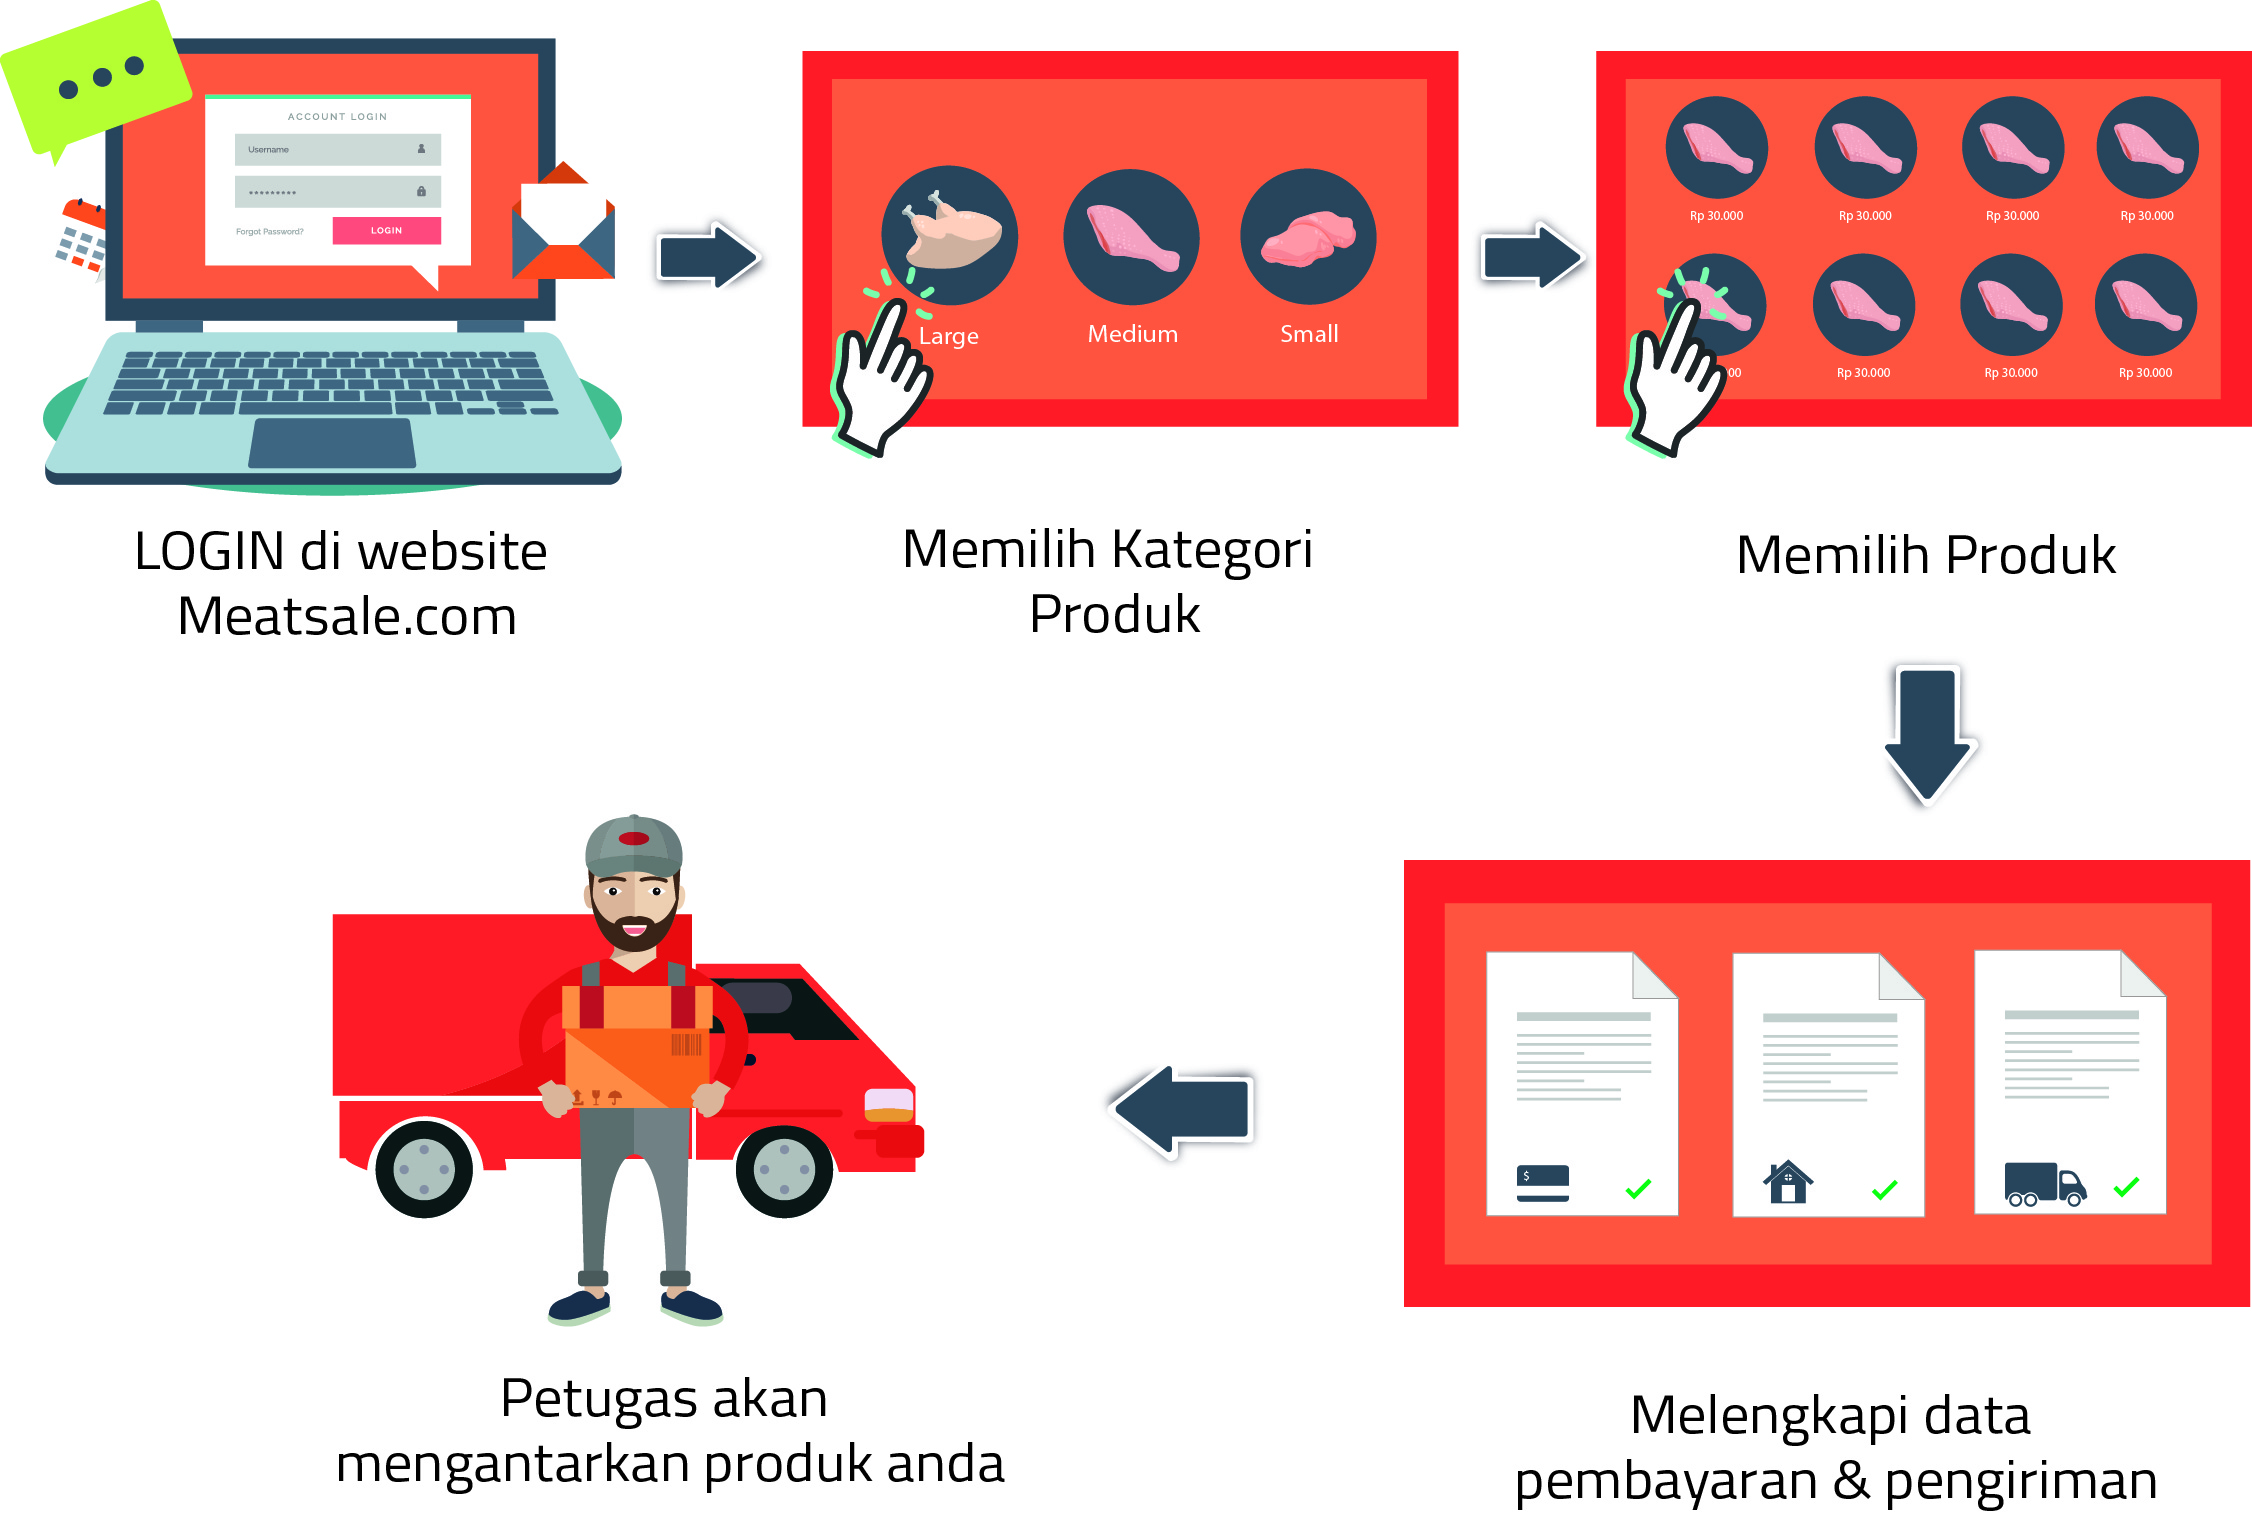 ACCOUNT LOGIN
Username
*********
Forgot Password?
LOGIN
Large
Medium
Small
Rp 30.000
Rp 30.000
Rp 30.000
Rp 30.000
00
Rp 30.000
Rp 30.000
Rp 30.000
LOGIN di website
Meatsale.com
Memilih Kategori
Produk
Memilih Produk
$
Petugas akan
mengantarkan produk anda
Melengkapi data
pembayaran & pengiriman